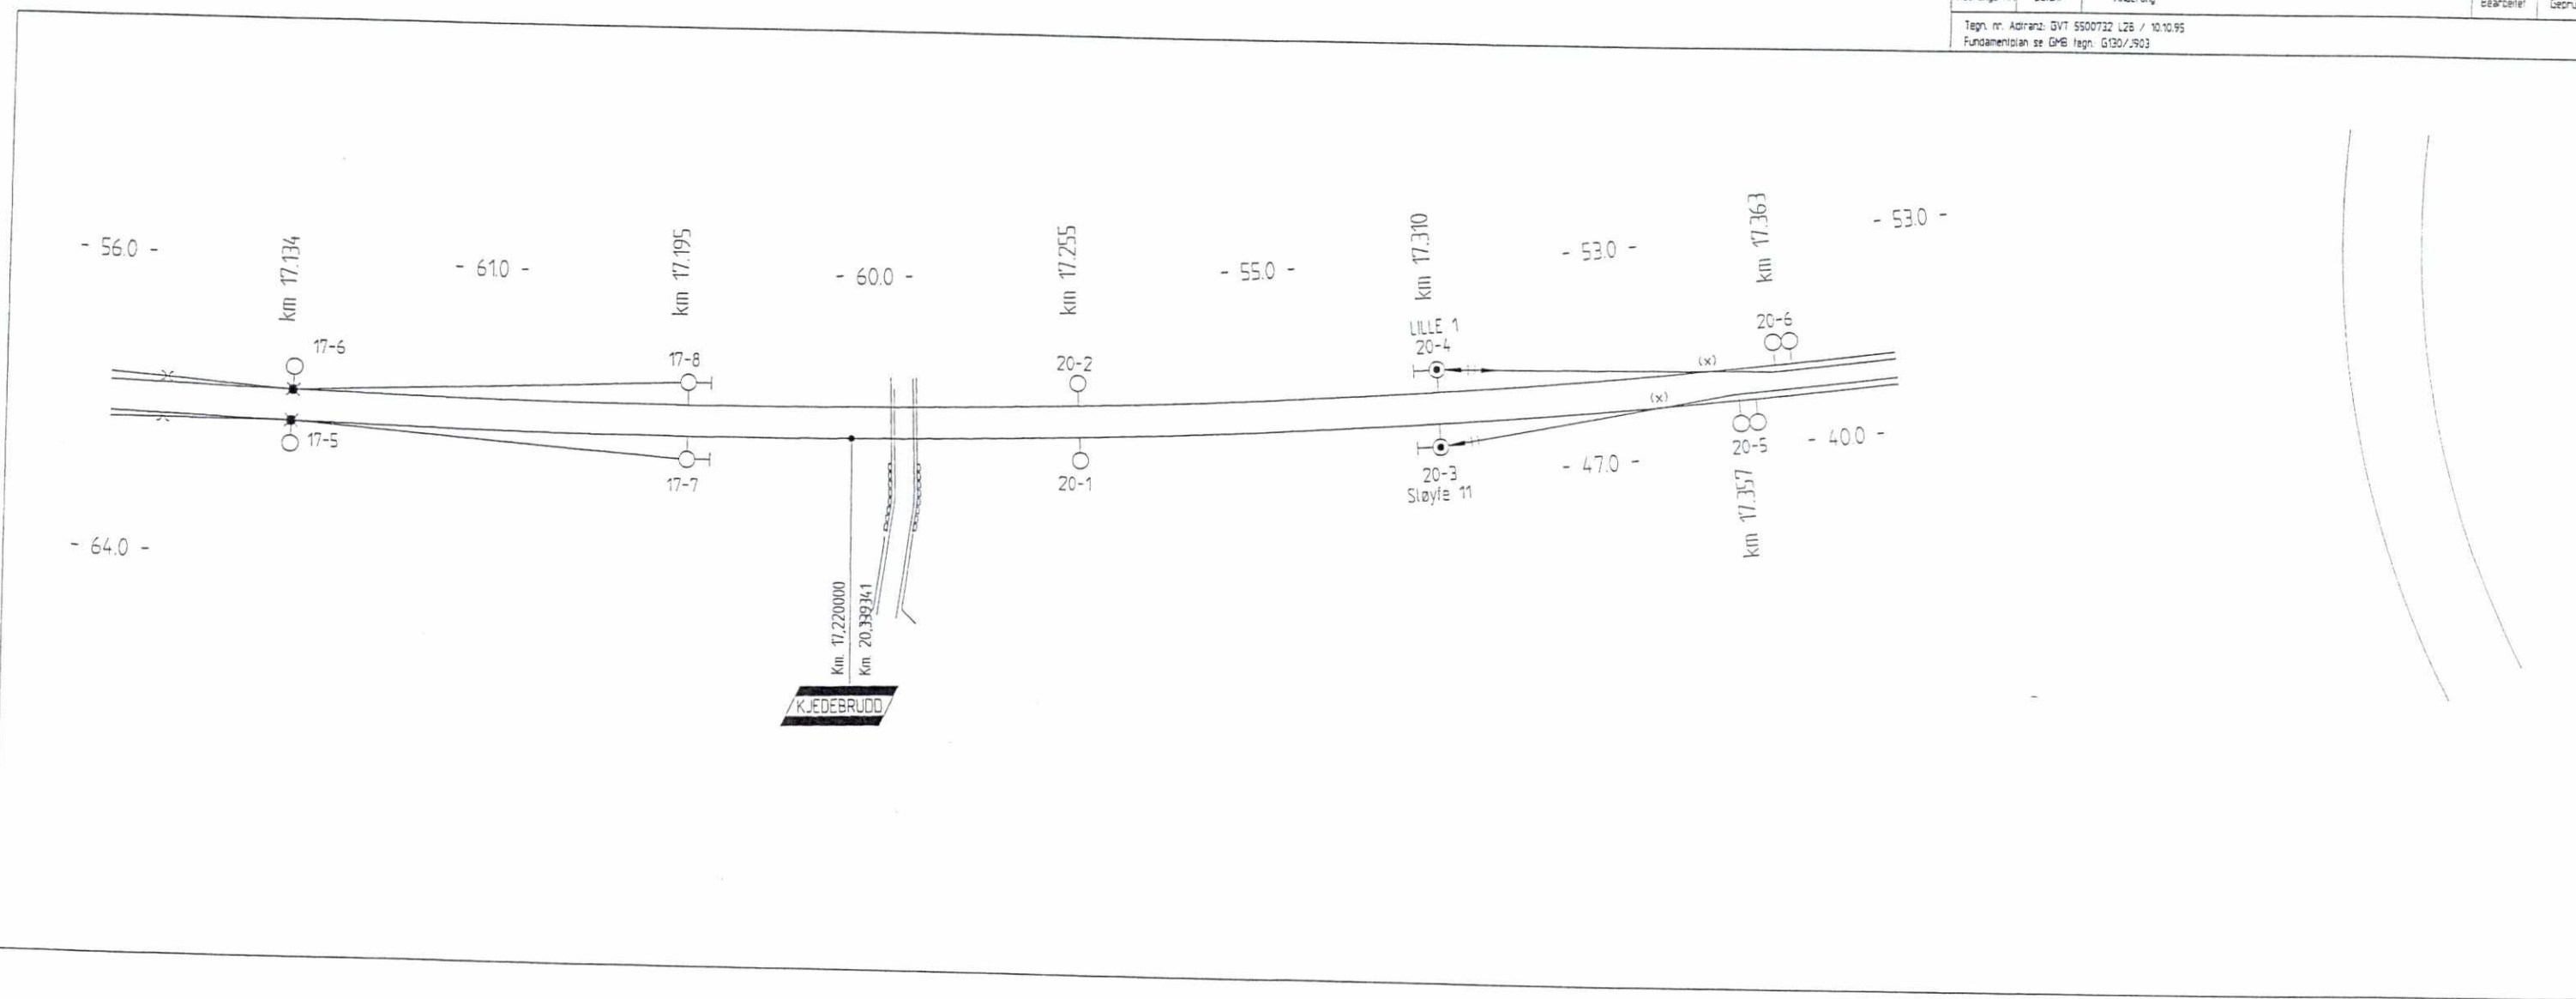 Bearbeitet
Tegn. nr. Adtranz: GVT 5500732 L28 / 10.10.95
Fundamentplan se GMB tegn. G130/J903
- 56.0 -
km 17.134
- 61.0 -
km 17.195
- 60.0 -
km 17.255
- 55.0 -
km 17.310
- 53.0 -
km 17.363
- 53.0 -
17-6
17-8
20-2
LILLE 1
20-4
(x)
20-6
17-5
17-7
20-1
20-3
Sløyfe 11
(x)
- 47.0 -
20-5
- 40.0 -
km 17.357
- 64.0 -
Km. 17,220000
Km. 20,339341
KJEDEBRUDD